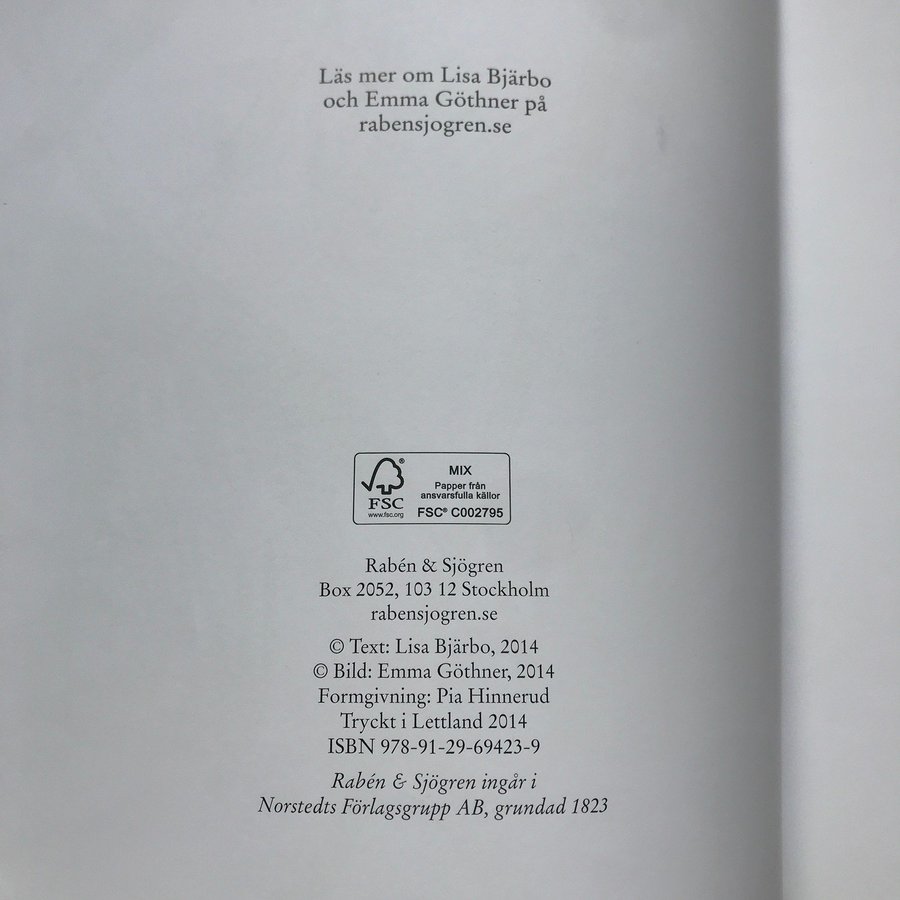 Läs mer om Lisa Bjärbo
och Emma Göthner på
rabensjogren.se
FSC®
www.fsc.org
MIX
Papper från
ansvarsfulla källor
FSC® C002795
Rabén & Sjögren
Box 2052, 103 12 Stockholm
rabensjogren.se
© Text: Lisa Bjärbo, 2014
© Bild: Emma Göthner, 2014
Formgivning: Pia Hinnerud
Tryckt i Lettland 2014
ISBN 978-91-29-69423-9
Rabén & Sjögren ingår i
Norstedts Förlagsgrupp AB, grundad 1823